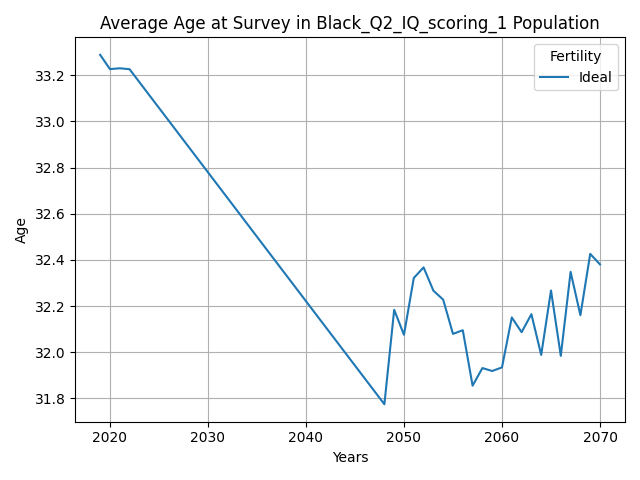 Average Age at Survey in Black_Q2_IQ_scoring_1 Population
Fertility
Ideal
33.2
33.0
32.8
32.6
32.4
32.2
32.0
31.8
Age
2020 2030 2040 2050 2060 2070
Years